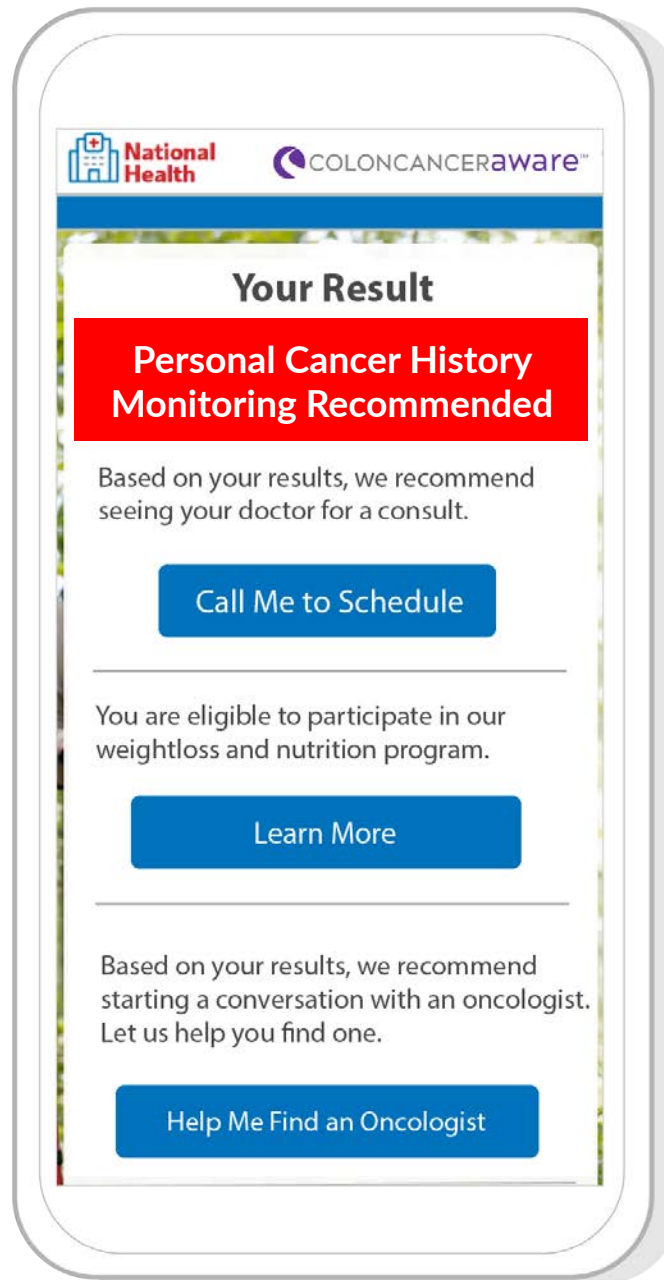 National
Health
COLONCANCERaware™
Your Result
Personal Cancer History
Monitoring Recommended
Based on your results, we recommend
seeing your doctor for a consult.
Call Me to Schedule
You are eligible to participate in our
weightloss and nutrition program.
Learn More
Based on your results, we recommend
starting a conversation with an oncologist.
Let us help you find one.
Help Me Find an Oncologist